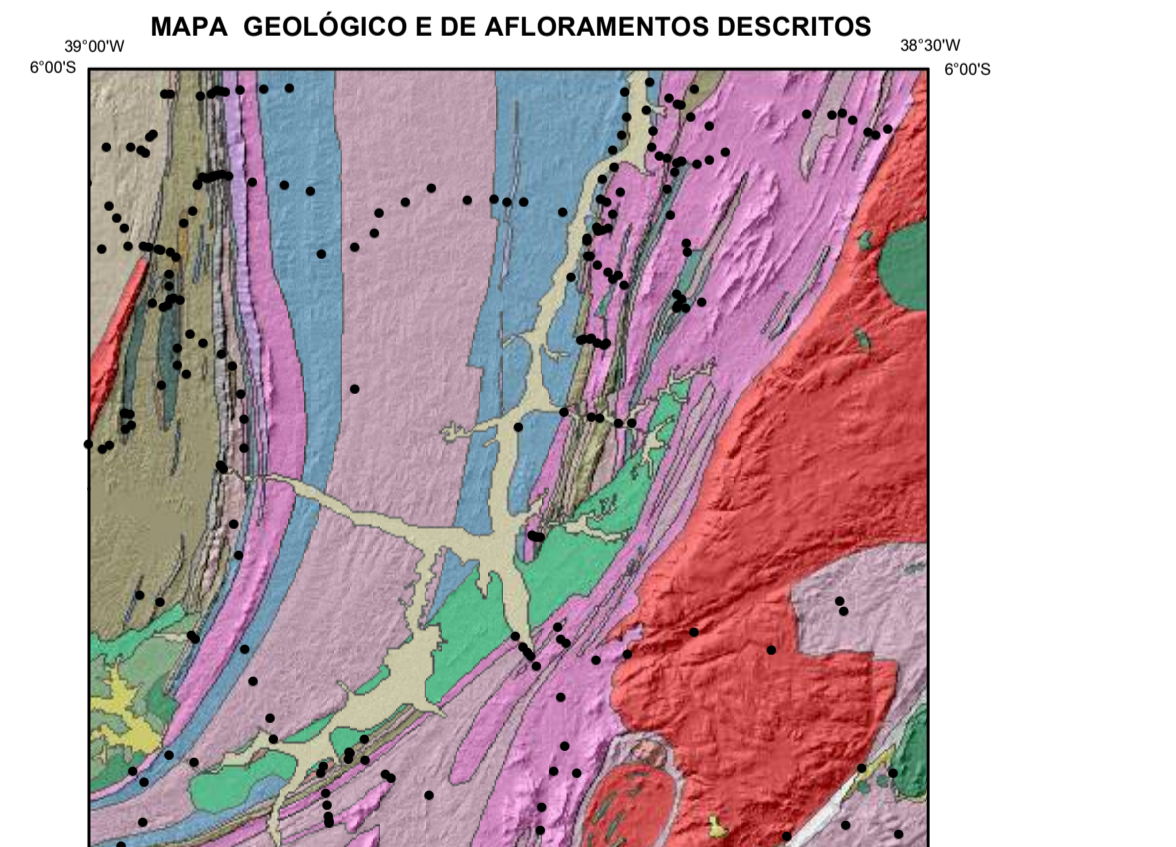 MAPA  GEOLÓGICO E DE AFLORAMENTOS DESCRITOS
39°00'W
38°30'W
6°00'S
6°00'S